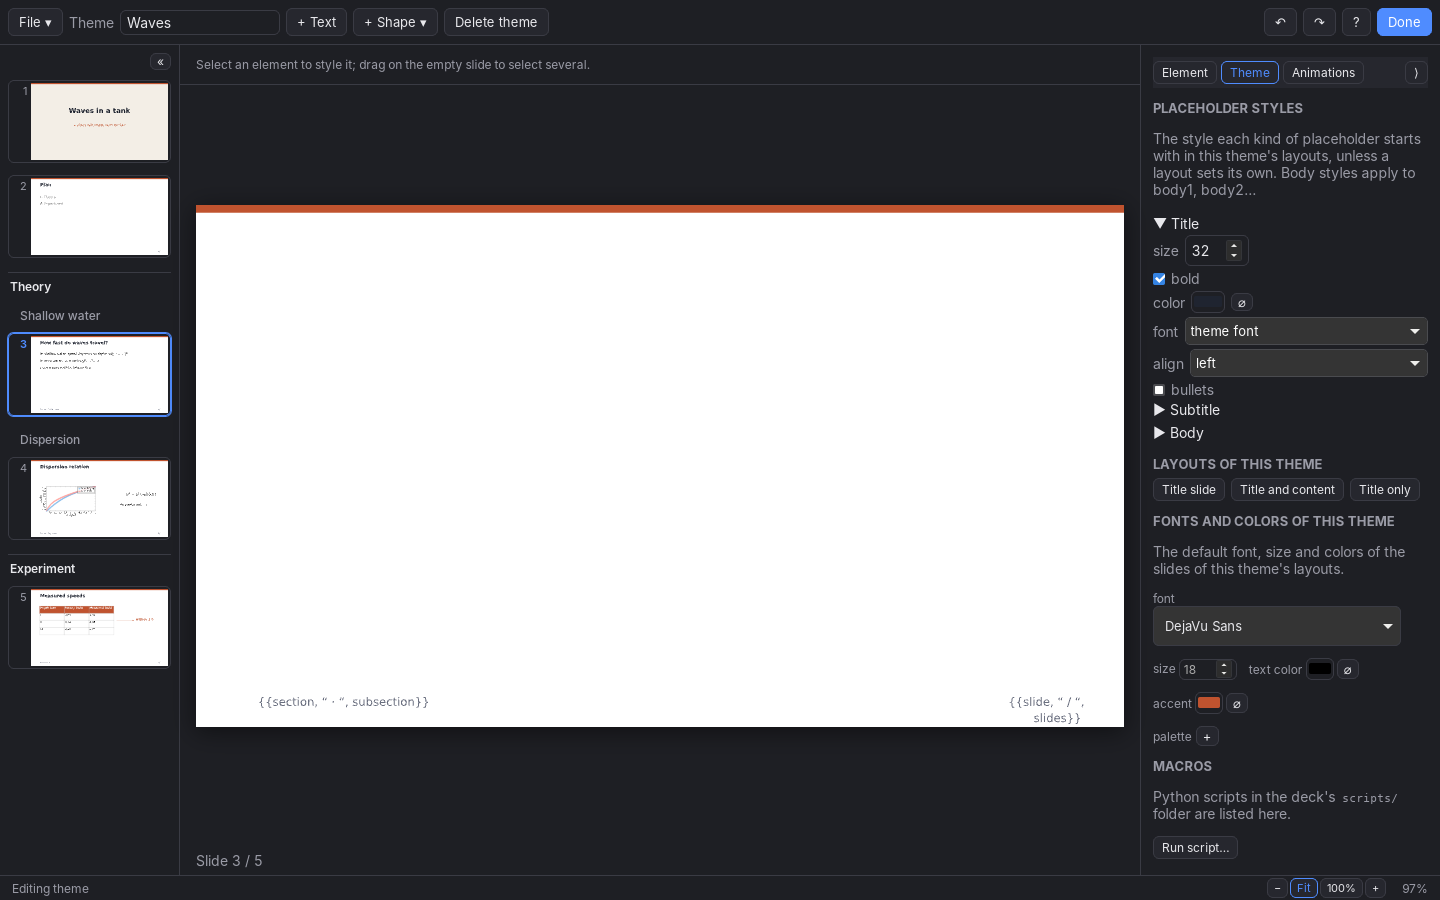 File ▾ Theme Waves + Text + Shape ▾ Delete theme ↶ ↷ ? Done
«
Select an element to style it; drag on the empty slide to select several.
1
Waves in a tank
2
Plan
Theory
Shallow water
3
How fast do waves travel?
Dispersion
4
Dispersion relation
Experiment
5
Measured speeds
{{section, “ · “, subsection}}
{{slide, “ / “,
slides}}
Slide 3 / 5
Element Theme Animations ⟩
PLACEHOLDER STYLES
The style each kind of placeholder starts
with in this theme's layouts, unless a
layout sets its own. Body styles apply to
body1, body2…
▼ Title
size 32
bold
color ⌀
font theme font
align left
bullets
▶ Subtitle
▶ Body
LAYOUTS OF THIS THEME
Title slide Title and content Title only
FONTS AND COLORS OF THIS THEME
The default font, size and colors of the
slides of this theme's layouts.
font
DejaVu Sans
size 18 text color ⌀
accent ⌀
palette +
MACROS
Python scripts in the deck's scripts/
folder are listed here.
Run script…
Editing theme − Fit 100% + 97%